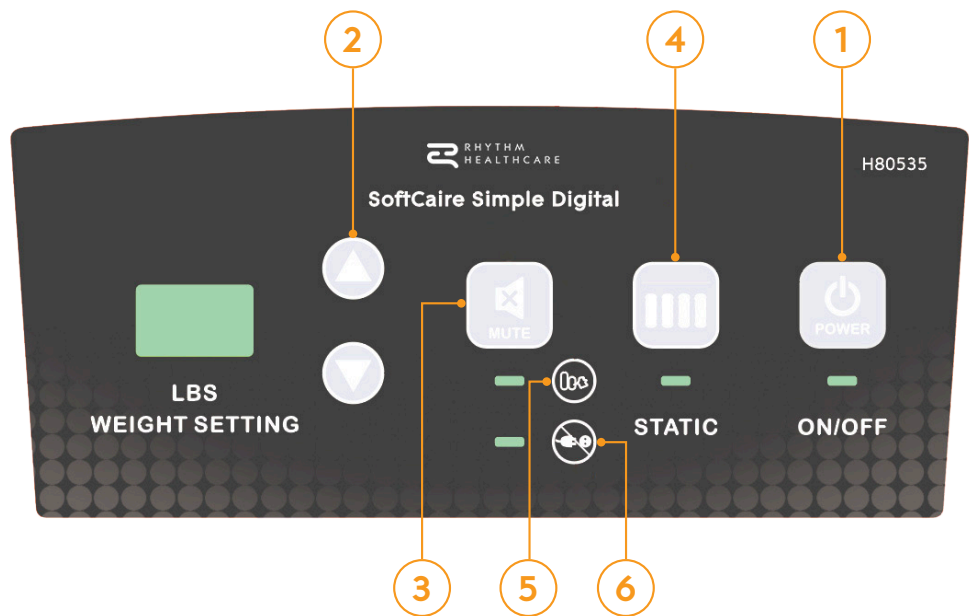 2
4
1
RHYTHM
HEALTHCARE
H80535
SoftCaire Simple Digital
MUTE
POWER
LBS
WEIGHT SETTING
STATIC
ON/OFF
3
5
6